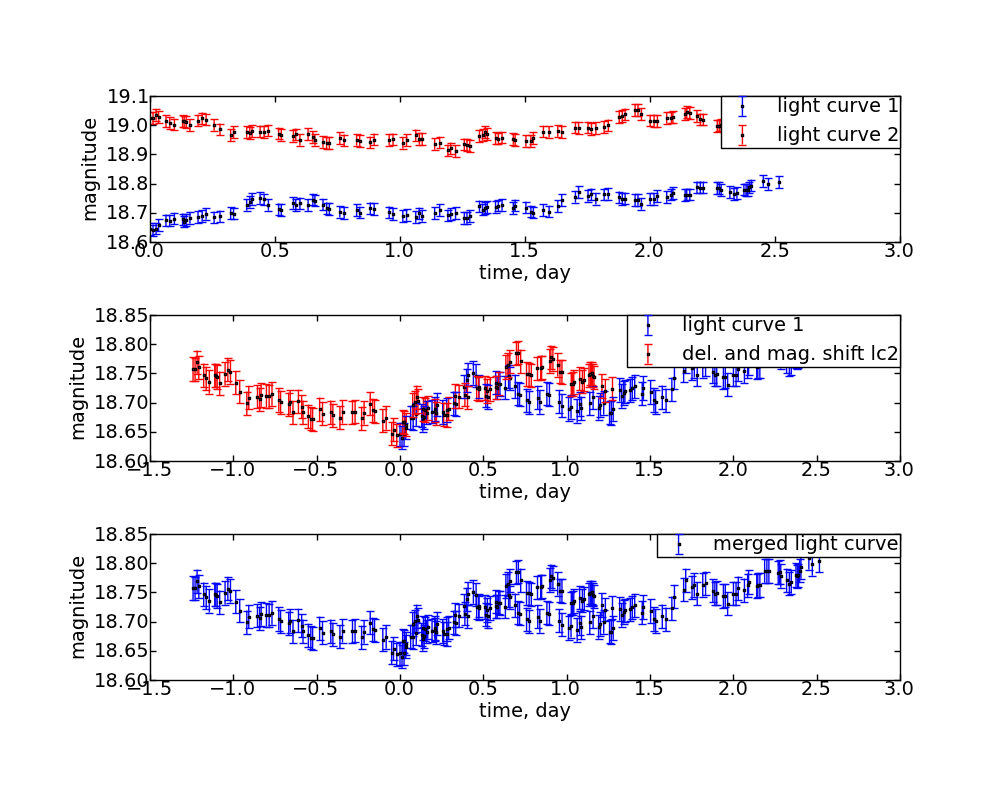 19.1
19.0
18.9
18.8
18.7
18.6
magnitude
light curve 1
light curve 2
0.0 0.5 1.0 1.5 2.0 2.5 3.0
time, day
18.85
18.80
18.75
18.70
18.65
18.60
magnitude
light curve 1
del. and mag. shift lc2
−1.5 −1.0 −0.5 0.0 0.5 1.0 1.5 2.0 2.5 3.0
time, day
18.85
18.80
18.75
18.70
18.65
18.60
magnitude
merged light curve
−1.5 −1.0 −0.5 0.0 0.5 1.0 1.5 2.0 2.5 3.0
time, day